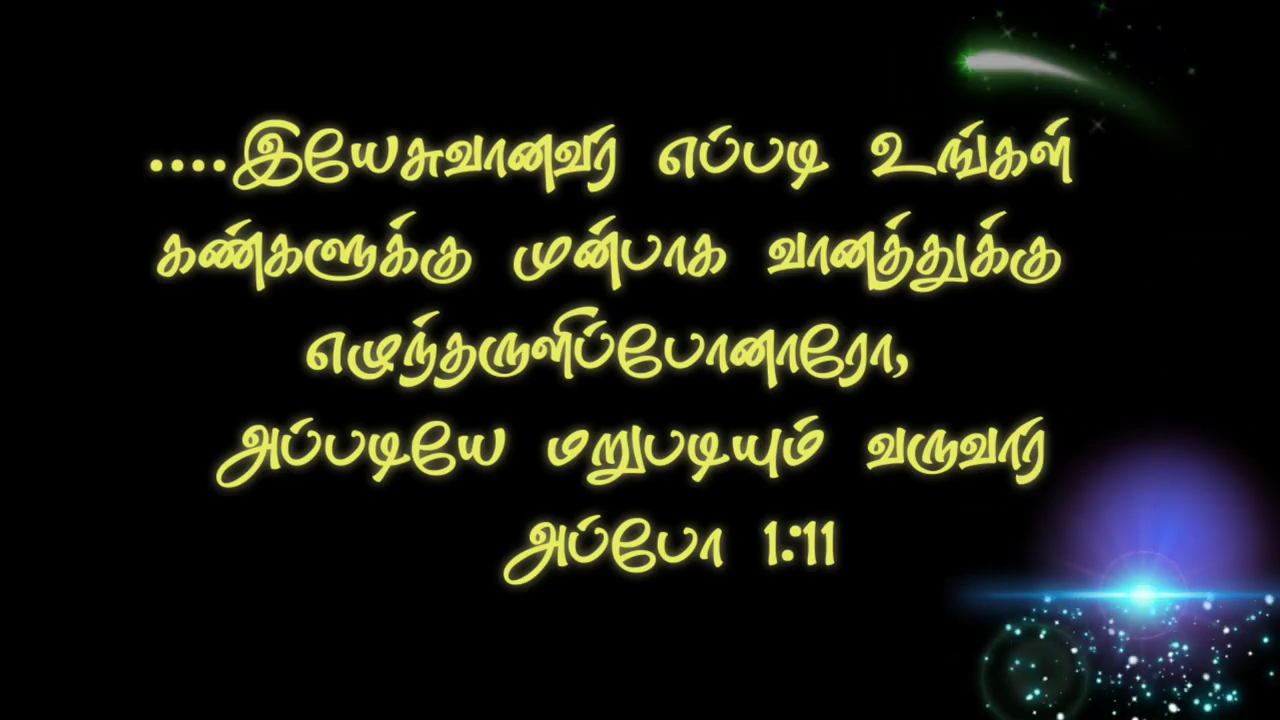 ....இயேசுவானவர் எப்படி உங்கள்
கண்களுக்கு முன்பாக வானத்துக்கு
எழுந்தருளிப்போனாரோ,
அப்படியே மறுபடியும் வருவார்
அப்போ 1:11